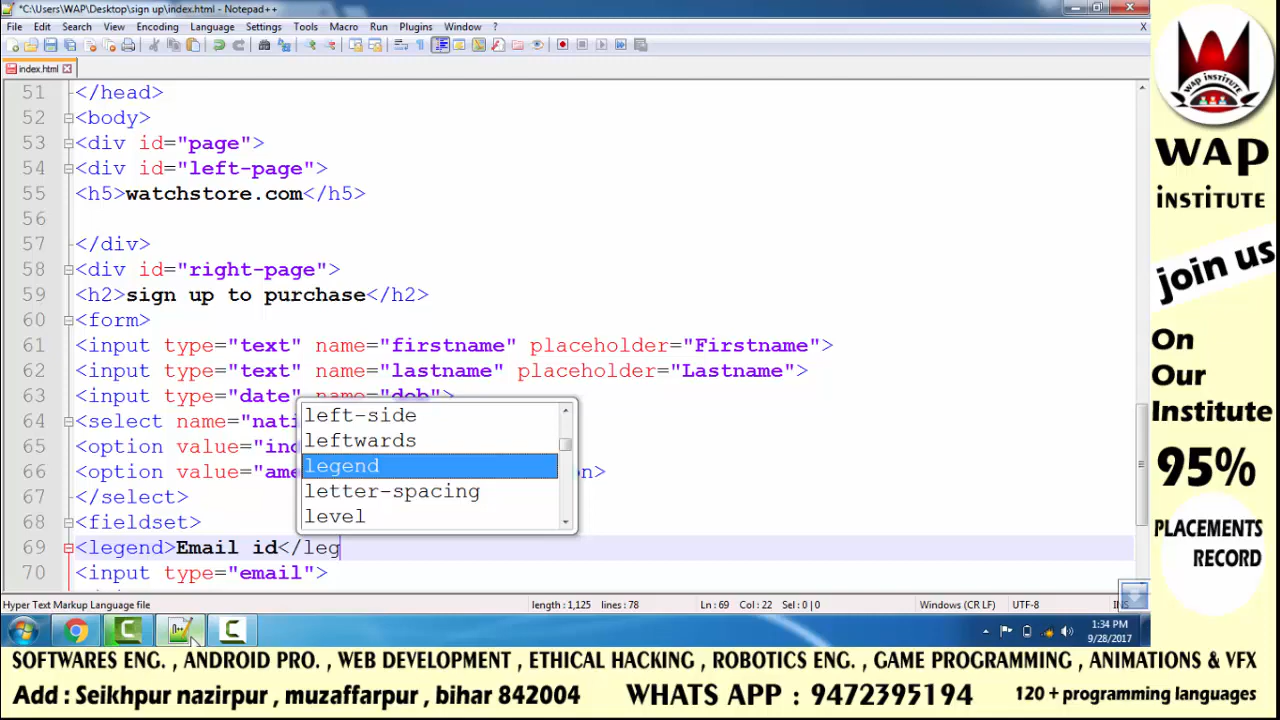 *C:\Users\WAP\Desktop\sign up\index.html - Notepad++
File Edit Search View Encoding Language Settings Tools Macro Run Plugins Window ? X
index.html
51 </head>
52 <body>
53 <div id="page">
54 <div id="left-page">
55 <h5>watchstore.com</h5>
56
57 </div>
58 <div id="right-page">
59 <h2>sign up to purchase</h2>
60 <form>
61 <input type="text" name="firstname" placeholder="Firstname">
62 <input type="text" name="lastname" placeholder="Lastname">
63 <input type="date" name="dob">
64 <select name="nati
65 <option value="ind
66 <option value="ame
on>
67 </select>
68 <fieldset>
69 <legend>Email id</leg
70 <input type="email">
left-side
leftwards
legend
letter-spacing
level
Hyper Text Markup Language file length : 1,125 lines : 78 Ln : 69 Col : 22 Sel : 0 | 0 Windows (CR LF) UTF-8 INS
1:34 PM
9/28/2017
WAP INSTITUTE
WAP
INSTITUTE
join us
On
Our
Institute
95%
PLACEMENTS
RECORD
SOFTWARES ENG. , ANDROID PRO. , WEB DEVELOPMENT , ETHICAL HACKING , ROBOTICS ENG. , GAME PROGRAMMING , ANIMATIONS & VFX
Add : Seikhpur nazirpur , muzaffarpur , bihar 842004 WHATS APP : 9472395194 120 + programming languages